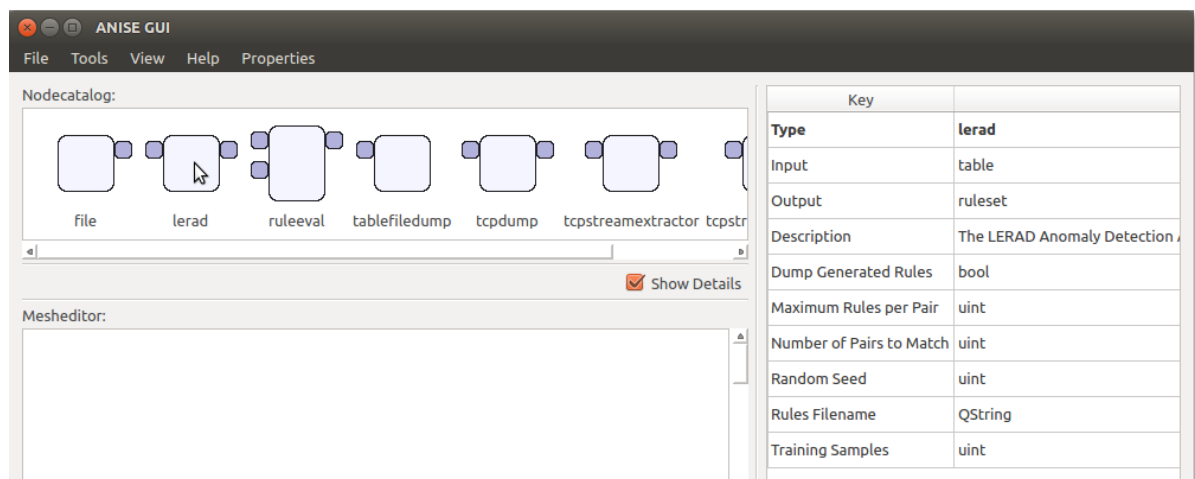 ANISE GUI
File Tools View Help Properties
Nodecatalog:
file lerad ruleeval tablefiledump tcpdump tcpstreamextractor tcpstr
Show Details
Mesheditor:
Key
Type lerad
Input table
Output ruleset
Description The LERAD Anomaly Detection
Dump Generated Rules bool
Maximum Rules per Pair uint
Number of Pairs to Match uint
Random Seed uint
Rules Filename QString
Training Samples uint